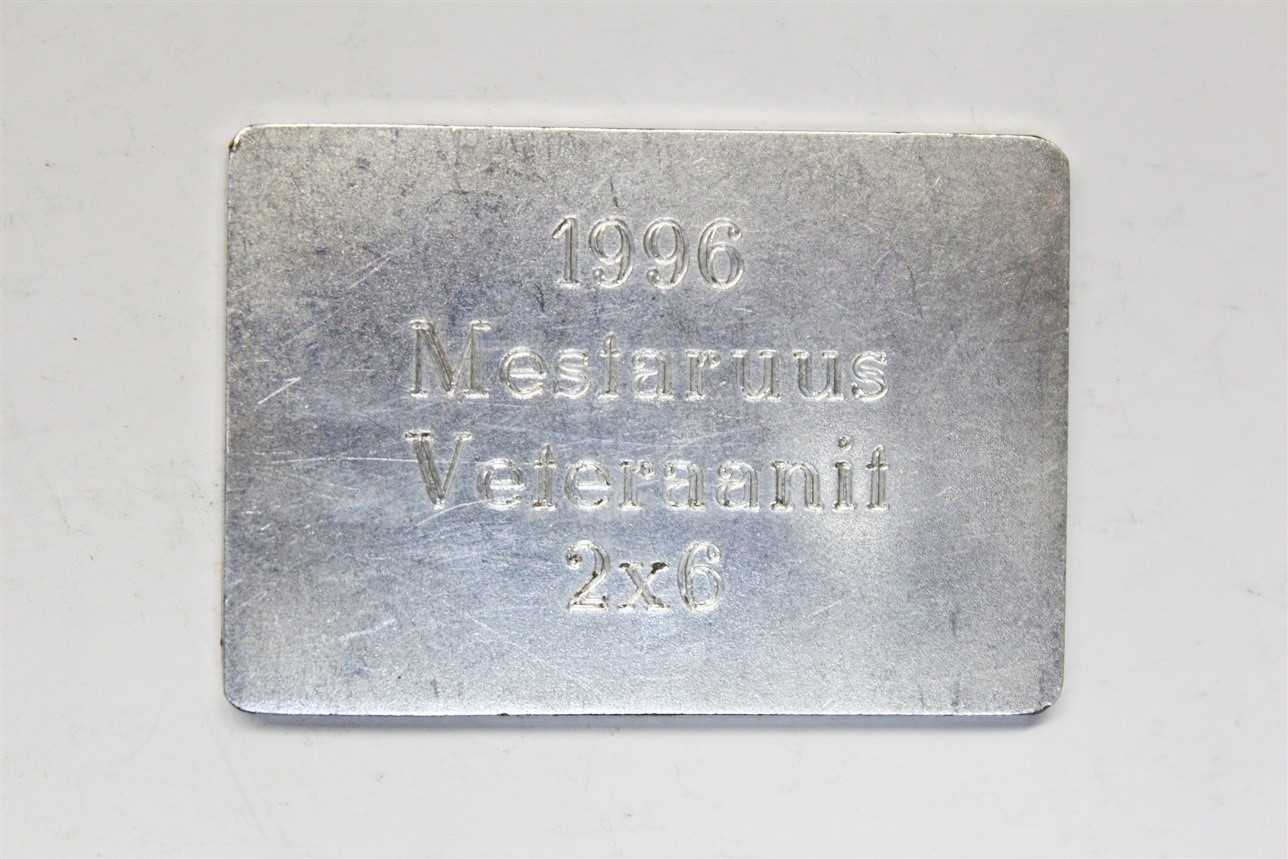 1996
Mestaruus
Veteraanit
2x6